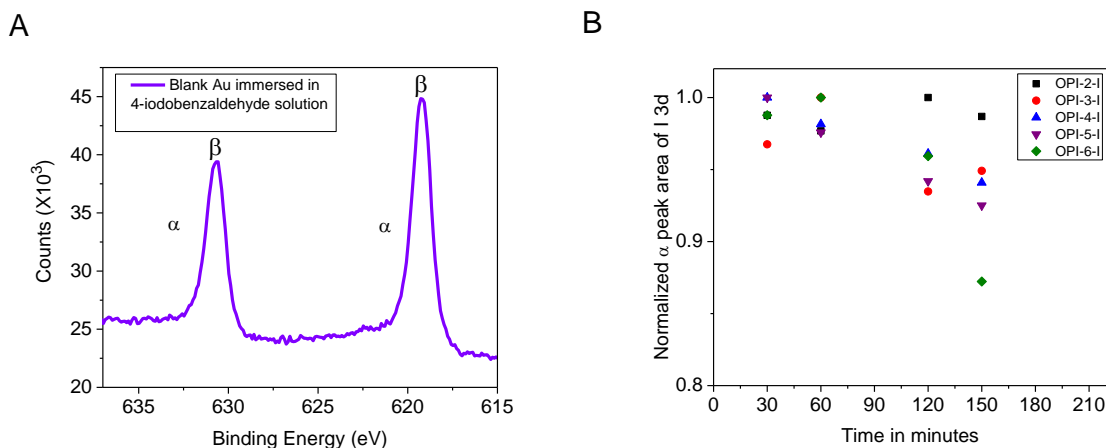 A
Blank Au immersed in
4-iodobenzaldehyde solution
β
β
α
α
45
40
35
30
25
20
Counts (X10³)
635 630 625 620 615
Binding Energy (eV)
B
OPI-2-I
OPI-3-I
OPI-4-I
OPI-5-I
OPI-6-I
1.0
0.9
0.8
Normalized α peak area of I 3d
0 30 60 90 120 150 180 210
Time in minutes